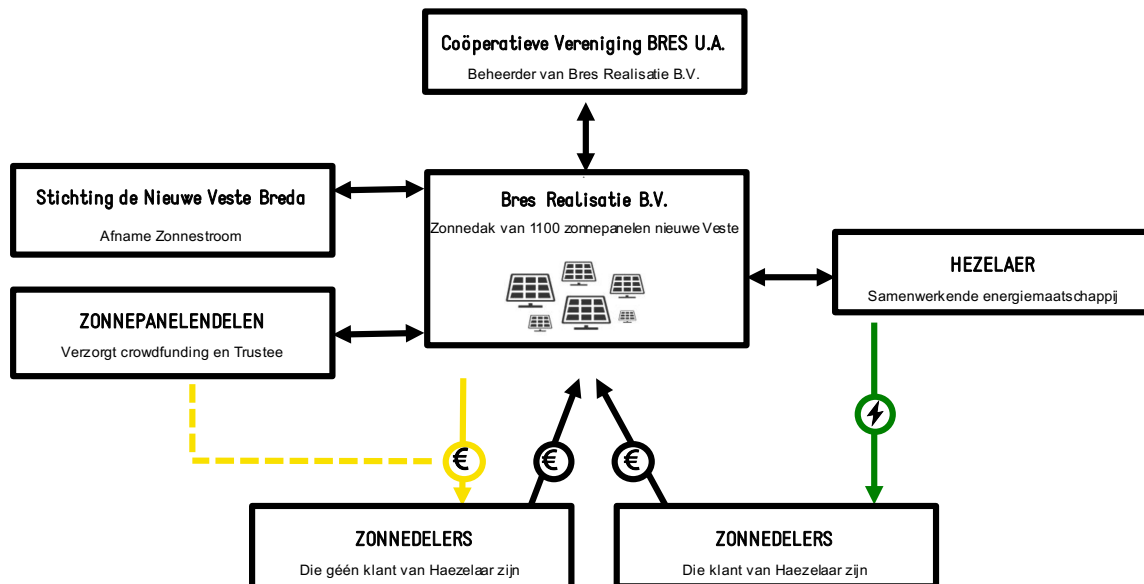 Coöperatieve Vereniging BRES U.A.
Beheerder van Bres Realisatie B.V.
Stichting de Nieuwe Veste Breda
Afname Zonnestroom
Bres Realisatie B.V.
Zonnedak van 1100 zonnepanelen nieuwe Veste
HEZELAER
Samenwerkende energiemaatschappij
ZONNEPANELENDELEN
Verzorgt crowdfunding en Trustee
€
€
€
ZONNEDELERS
Die géén klant van Haezelaar zijn
ZONNEDELERS
Die klant van Haezelaar zijn